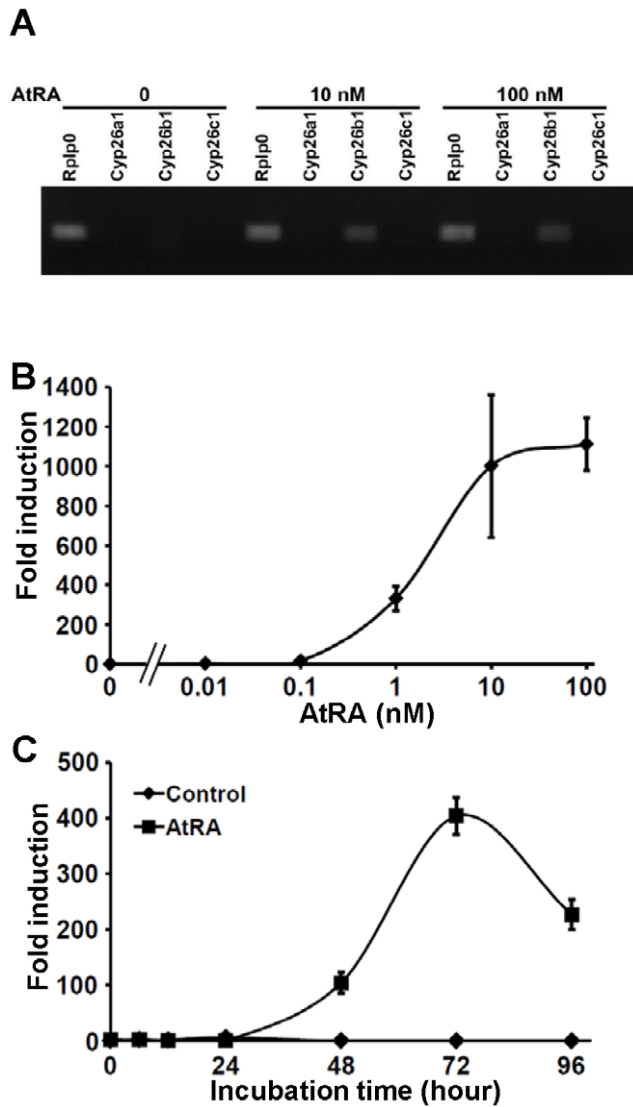 A
AtRA 0 10 nM 100 nM
Rplp0 Cyp26a1 Cyp26b1 Cyp26c1 Rplp0 Cyp26a1 Cyp26b1 Cyp26c1 Rplp0 Cyp26a1 Cyp26b1 Cyp26c1
B
Fold induction
1400
1200
1000
800
600
400
200
0
0 0.01 0.1 1 10 100
AtRA (nM)
C
Fold induction
500
400
300
200
100
0
Control
AtRA
0 24 48 72 96
Incubation time (hour)